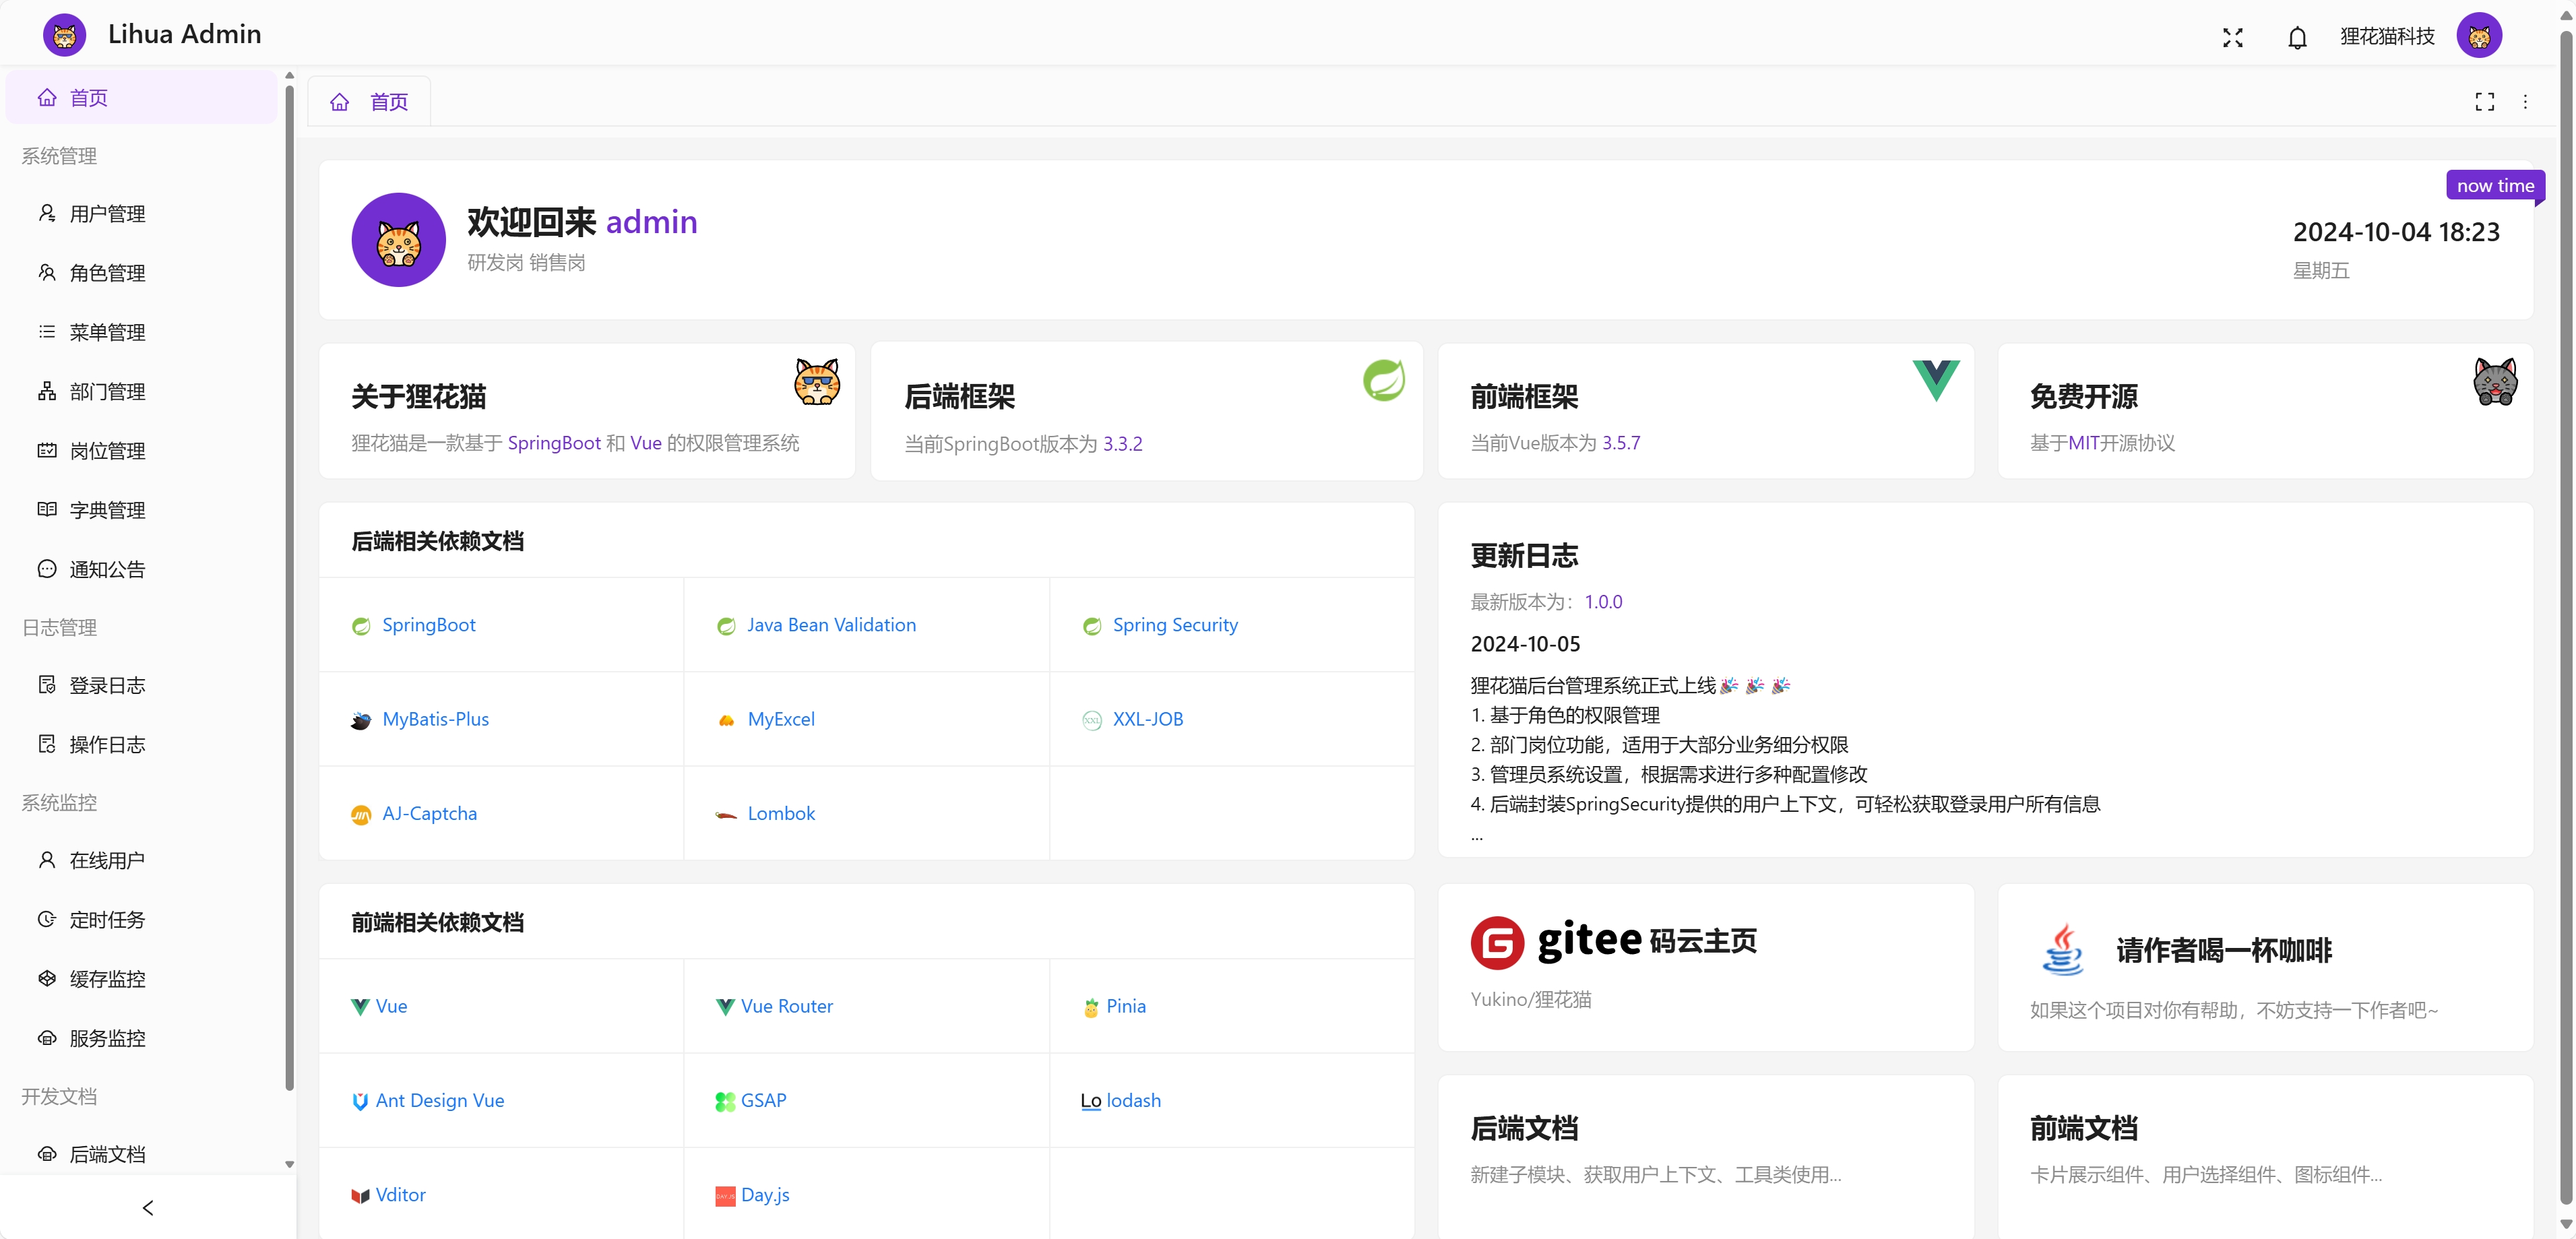 Lihua Admin
狸花猫科技
首页
系统管理
用户管理
角色管理
菜单管理
部门管理
岗位管理
字典管理
通知公告
日志管理
登录日志
操作日志
系统监控
在线用户
定时任务
缓存监控
服务监控
开发文档
后端文档
首页
欢迎回来 admin
研发岗 销售岗
now time
2024-10-04 18:23
星期五
关于狸花猫
狸花猫是一款基于 SpringBoot 和 Vue 的权限管理系统
后端框架
当前SpringBoot版本为 3.3.2
前端框架
当前Vue版本为 3.5.7
免费开源
基于MIT开源协议
后端相关依赖文档
SpringBoot
Java Bean Validation
Spring Security
MyBatis-Plus
MyExcel
XXL
XXL-JOB
AJ-Captcha
Lombok
更新日志
最新版本为：1.0.0
2024-10-05
狸花猫后台管理系统正式上线🎉 🎉 🎉
1. 基于角色的权限管理
2. 部门岗位功能，适用于大部分业务细分权限
3. 管理员系统设置，根据需求进行多种配置修改
4. 后端封装SpringSecurity提供的用户上下文，可轻松获取登录用户所有信息
...
前端相关依赖文档
Vue
Vue Router
Pinia
Ant Design Vue
GSAP
Lo lodash
Vditor
DAY.JS
Day.js
G gitee 码云主页
Yukino/狸花猫
请作者喝一杯咖啡
如果这个项目对你有帮助，不妨支持一下作者吧~
后端文档
新建子模块、获取用户上下文、工具类使用...
前端文档
卡片展示组件、用户选择组件、图标组件...